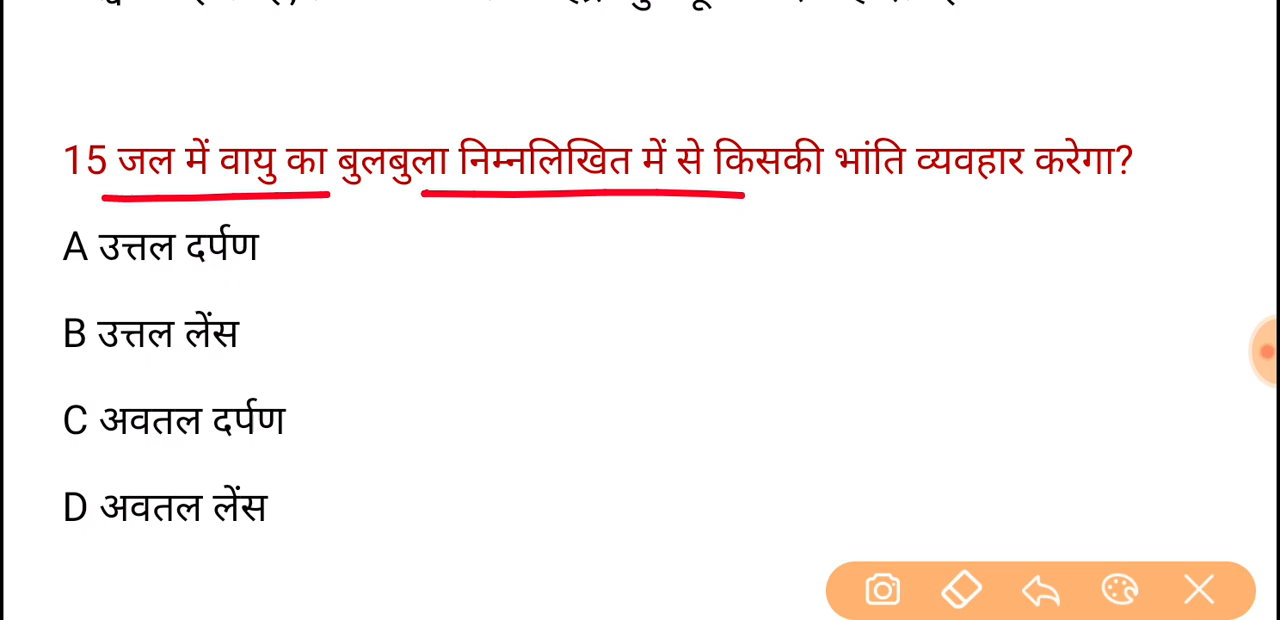 15 जल में वायु का बुलबुला निम्नलिखित में से किसकी भांति व्यवहार करेगा?
A उत्तल दर्पण
B उत्तल लेंस
C अवतल दर्पण
D अवतल लेंस